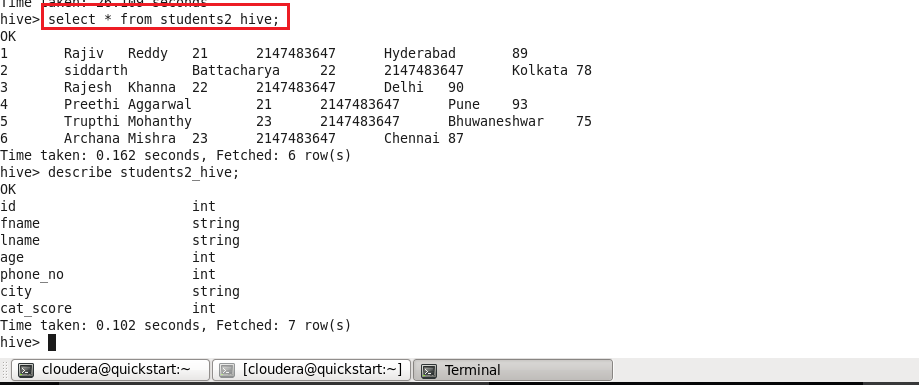 Time taken: 26.109 seconds
hive> select * from students2 hive;
OK
1 Rajiv Reddy 21 2147483647 Hyderabad 89
2 siddarth Battacharya 22 2147483647 Kolkata 78
3 Rajesh Khanna 22 2147483647 Delhi 90
4 Preethi Aggarwal 21 2147483647 Pune 93
5 Trupthi Mohanthy 23 2147483647 Bhuwaneshwar 75
6 Archana Mishra 23 2147483647 Chennai 87
Time taken: 0.162 seconds, Fetched: 6 row(s)
hive> describe students2_hive;
OK
id int
fname string
lname string
age int
phone_no int
city string
cat_score int
Time taken: 0.102 seconds, Fetched: 7 row(s)
hive>
cloudera@quickstart:~ [cloudera@quickstart:~] Terminal